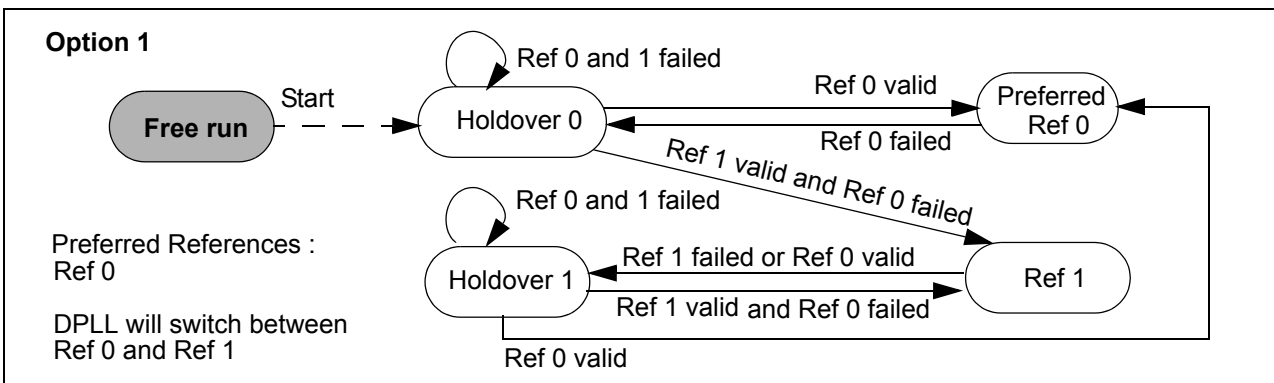 Option 1
Ref 0 and 1 failed
Start
Free run
Holdover 0
Ref 0 valid
Ref 0 failed
Preferred
Ref 0
Ref 1 valid and Ref 0 failed
Ref 0 and 1 failed
Preferred References :
Ref 0
Holdover 1
Ref 1 failed or Ref 0 valid
Ref 1 valid and Ref 0 failed
Ref 1
DPLL will switch between
Ref 0 and Ref 1
Ref 0 valid